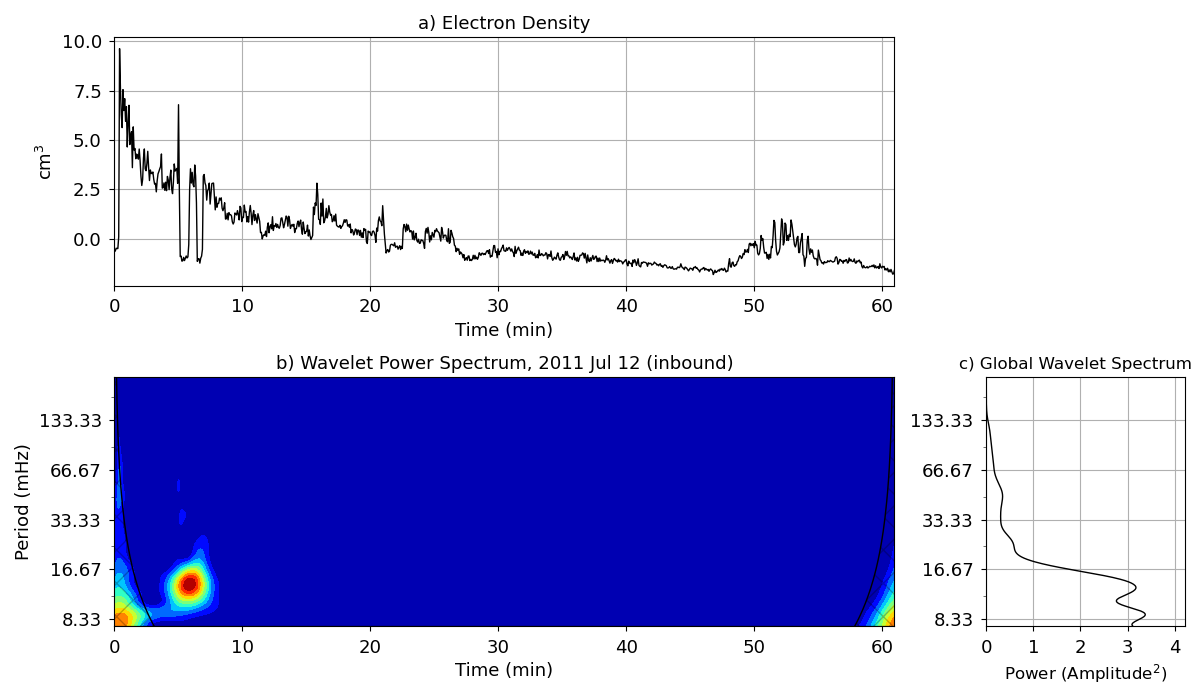 a) Electron Density
10.0
7.5
5.0
2.5
0.0
cm³
0 10 20 30 40 50 60
Time (min)
b) Wavelet Power Spectrum, 2011 Jul 12 (inbound)
133.33
66.67
33.33
16.67
8.33
Period (mHz)
0 10 20 30 40 50 60
Time (min)
c) Global Wavelet Spectrum
133.33
66.67
33.33
16.67
8.33
0 1 2 3 4
Power (Amplitude²)